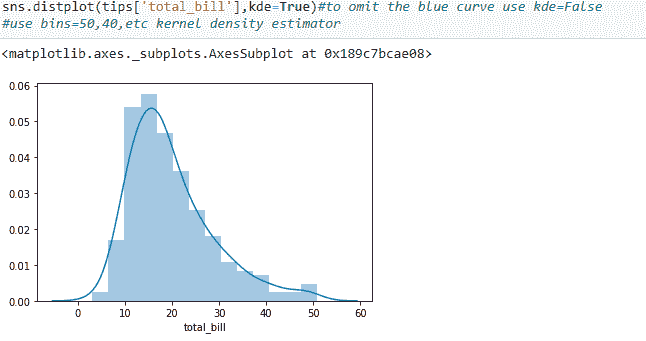 sns.distplot(tips['total_bill'],kde=True)#to omit the blue curve use kde=False
#use bins=50,40,etc kernel density estimator
<matplotlib.axes._subplots.AxesSubplot at 0x189c7bcae08>
0.06
0.05
0.04
0.03
0.02
0.01
0.00
0 10 20 30 40 50 60
total_bill